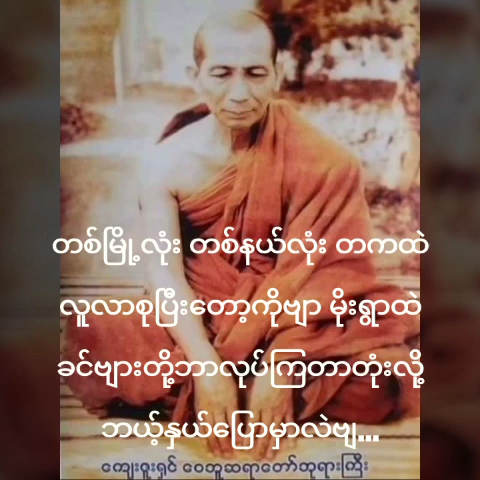 တစ်မြို့လုံး တစ်နယ်လုံး တကထဲ
လူလာစုပြီးတော့ကိုဗျာ မိုးရွာထဲ
ခင်ဗျားတို့ဘာလုပ်ကြတာတုံးလို့
ဘယ့်နှယ်ပြောမှာလဲဗျ...
ကျေးဇူးရှင် ဝေဘူဆရာတော်ဘုရားကြီး